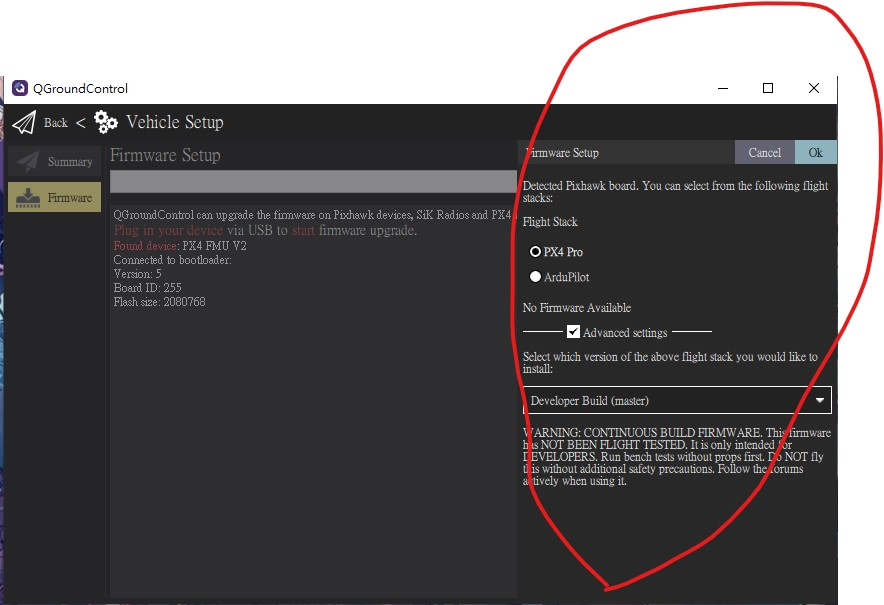 QGroundControl
Back < Vehicle Setup
Summary
Firmware
Firmware Setup
QGroundControl can upgrade the firmware on Pixhawk devices, SiK Radios and PX4
Plug in your device via USB to start firmware upgrade.
Found device: PX4 FMU V2
Connected to bootloader:
Version: 5
Board ID: 255
Flash size: 2080768
Firmware Setup
Cancel
Ok
Detected Pixhawk board. You can select from the following flight
stacks:
Flight Stack
PX4 Pro
ArduPilot
No Firmware Available
Advanced settings
Select which version of the above flight stack you would like to
install:
Developer Build (master)
WARNING: CONTINUOUS BUILD FIRMWARE. This firmware
has NOT BEEN FLIGHT TESTED. It is only intended for
DEVELOPERS. Run bench tests without props first. Do NOT fly
this without additional safety precautions. Follow the forums
actively when using it.